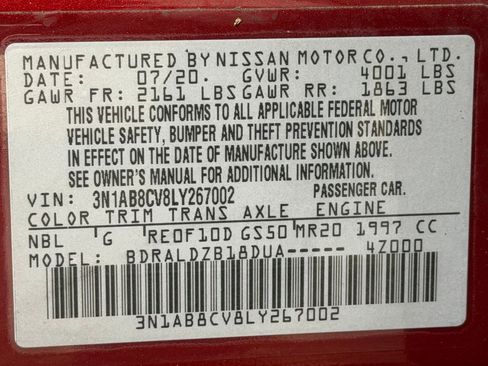 MANUFACTURED BY NISSAN MOTOR CO., LTD.
DATE: 07/20. GVWR: 4001 LBS
GAWR FR: 2161 LBS GAWR RR: 1863 LBS
THIS VEHICLE CONFORMS TO ALL APPLICABLE FEDERAL MOTOR
VEHICLE SAFETY, BUMPER AND THEFT PREVENTION STANDARDS
IN EFFECT ON THE DATE OF MANUFACTURE SHOWN ABOVE.
SEE OWNER'S MANUAL FOR ADDITIONAL INFORMATION.
VIN: 3N1AB8CV8LY267002 PASSENGER CAR.
COLOR TRIM TRANS AXLE ENGINE
NBL G RE0F10D GS50 MR20 1997 CC
MODEL: BDRALDZB18DUA----- 4Z000
3N1AB8CV8LY267002